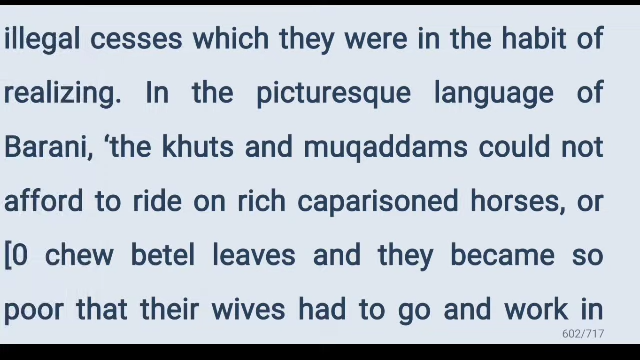 illegal cesses which they were in the habit of
realizing. In the picturesque language of
Barani, ‘the khuts and muqaddams could not
afford to ride on rich caparisoned horses, or
[0 chew betel leaves and they became so
poor that their wives had to go and work in
602/717